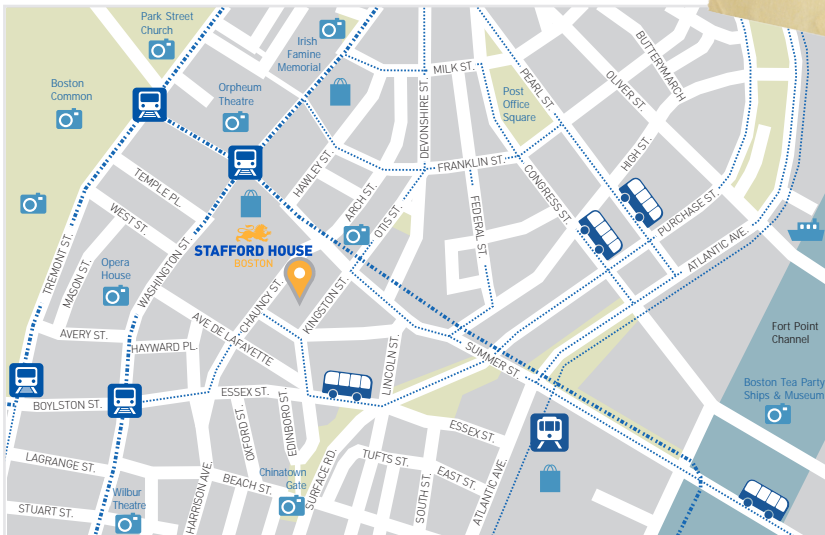 Park Street
Church
Irish
Famine
Memorial
Boston
Common
Orpheum
Theatre
MILK ST.
PEARL ST.
BUTTERYMARCH
OLIVER ST.
Post
Office
Square
DEVONSHIRE ST.
FRANKLIN ST.
HIGH ST.
HAWLEY ST.
CONGRESS ST.
TEMPLE PL.
ARCH ST.
OTIS ST.
FEDERAL ST.
PURCHASE ST.
WEST ST.
ATLANTIC AVE.
TREMONT ST.
MASON ST.
WASHINGTON ST.
STAFFORD HOUSE
BOSTON
Opera
House
CHAUNCY ST.
KINGSTON ST.
AVE DE LAFAYETTE
AVERY ST.
HAYWARD PL.
LINCOLN ST.
SUMMER ST.
Fort Point
Channel
Boston Tea Party
Ships & Museum
BOYLSTON ST.
ESSEX ST.
OXFORD ST.
EDINBORO ST.
ESSEX ST.
LAGRANGE ST.
HARRISON AVE.
BEACH ST.
Chinatown
Gate
SURFACE RD.
TUFTS ST.
EAST ST.
SOUTH ST.
ATLANTIC AVE.
STUART ST.
Wilbur
Theatre